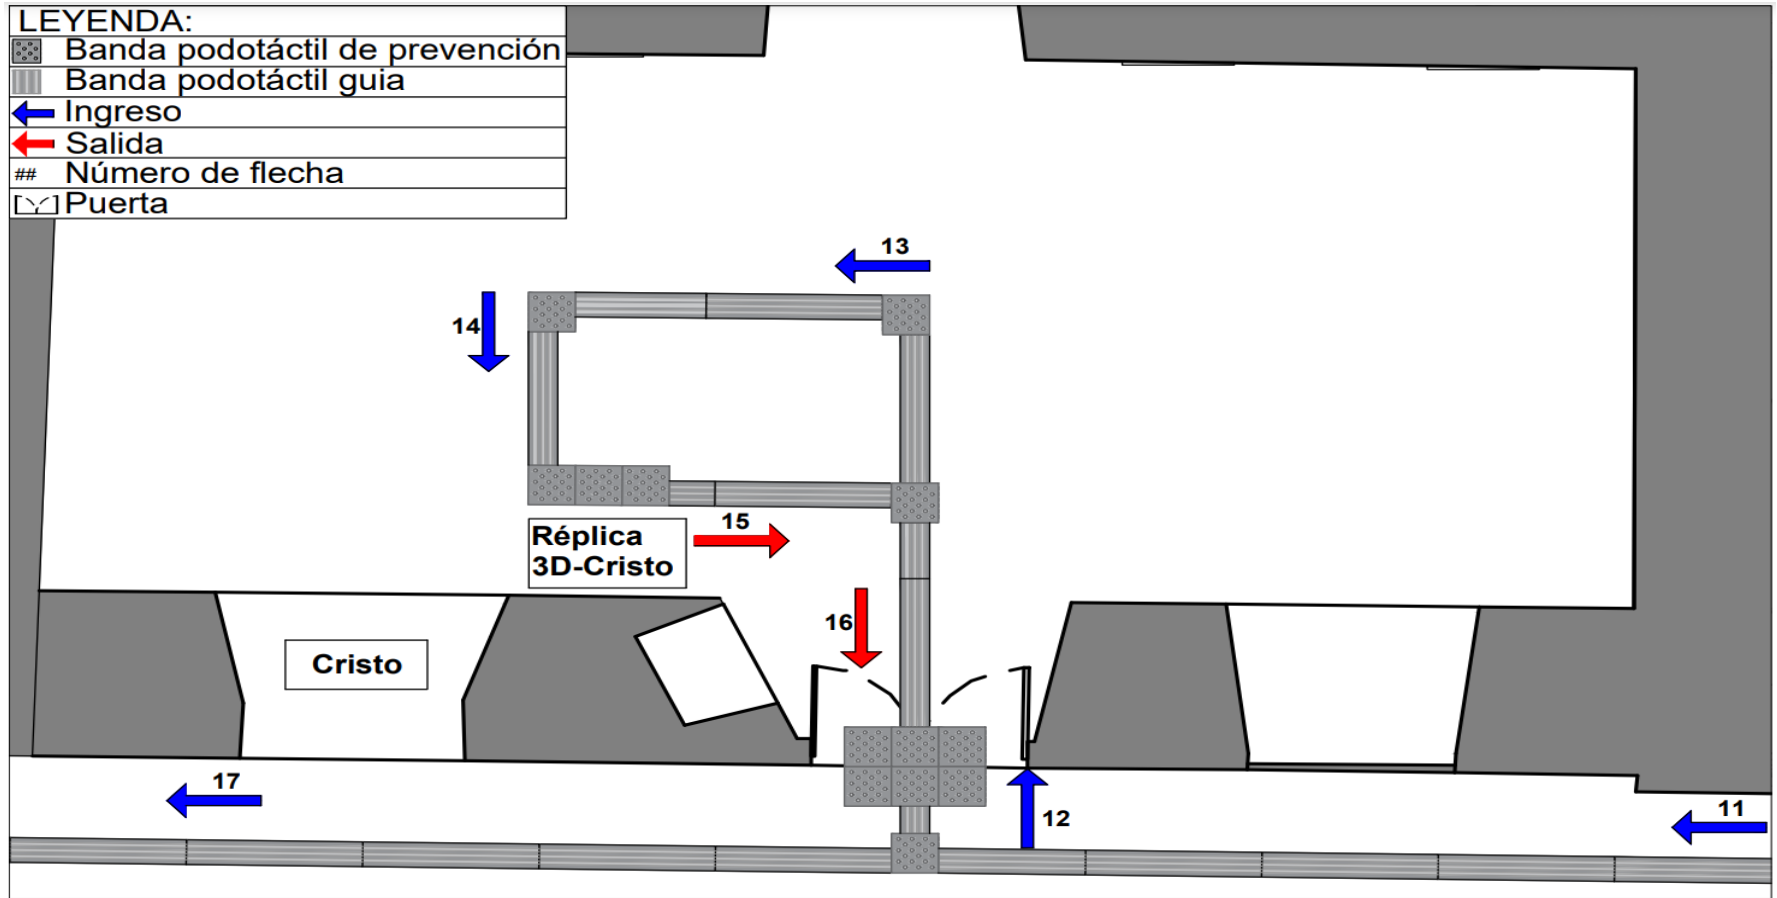 LEYENDA:
Banda podotáctil de prevención
Banda podotáctil guia
Ingreso
Salida
## Número de flecha
Puerta
13
14
15
Réplica
3D-Cristo
16
Cristo
17
12
11